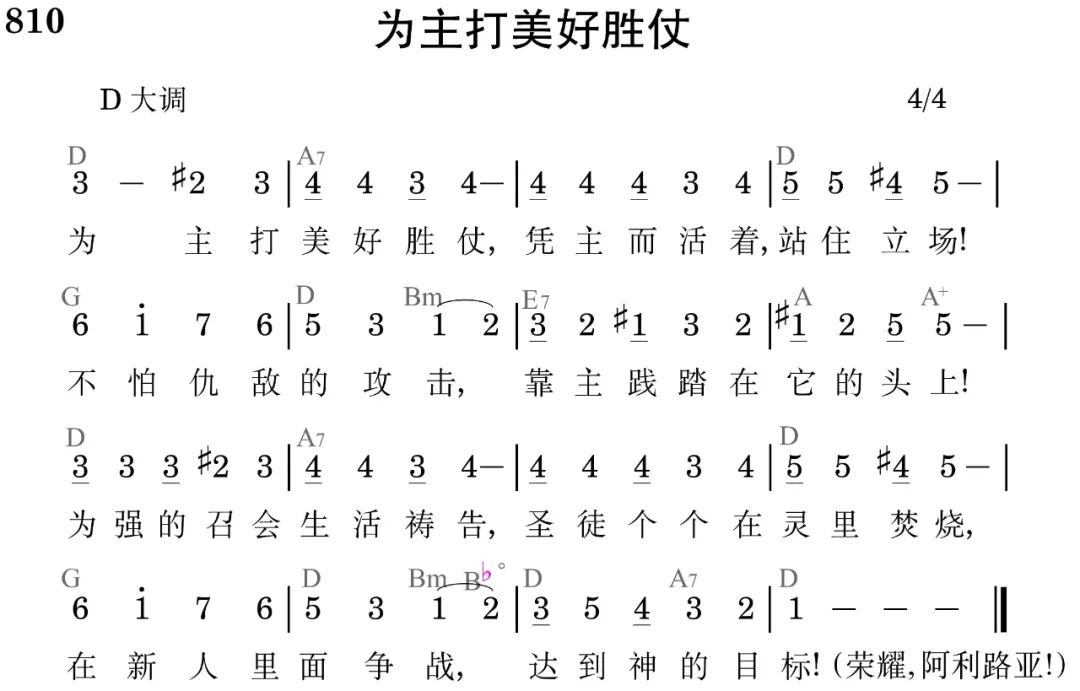 810
为主打美好胜仗
D 大调 4/4
D A7 D
3 – #2 3 | 4 4 3 4– | 4 4 4 3 4 | 5 5 #4 5– |
为 主 打 美 好 胜 仗, 凭 主 而 活 着, 站 住 立 场!
G D Bm E7 A A+
6 i 7 6 | 5 3 1 2 | 3 2 #1 3 2 | #1 2 5 5– |
不 怕 仇 敌 的 攻 击, 靠 主 践 踏 在 它 的 头 上!
D A7 D
3 3 3 #2 3 | 4 4 3 4– | 4 4 4 3 4 | 5 5 #4 5– |
为 强 的 召 会 生 活 祷 告, 圣 徒 个 个 在 灵 里 焚 烧,
G D Bm B♭° D A7 D
6 i 7 6 | 5 3 1 2 | 3 5 4 3 2 | 1 – – – ‖
在 新 人 里 面 争 战, 达 到 神 的 目 标! (荣耀, 阿利路亚!)